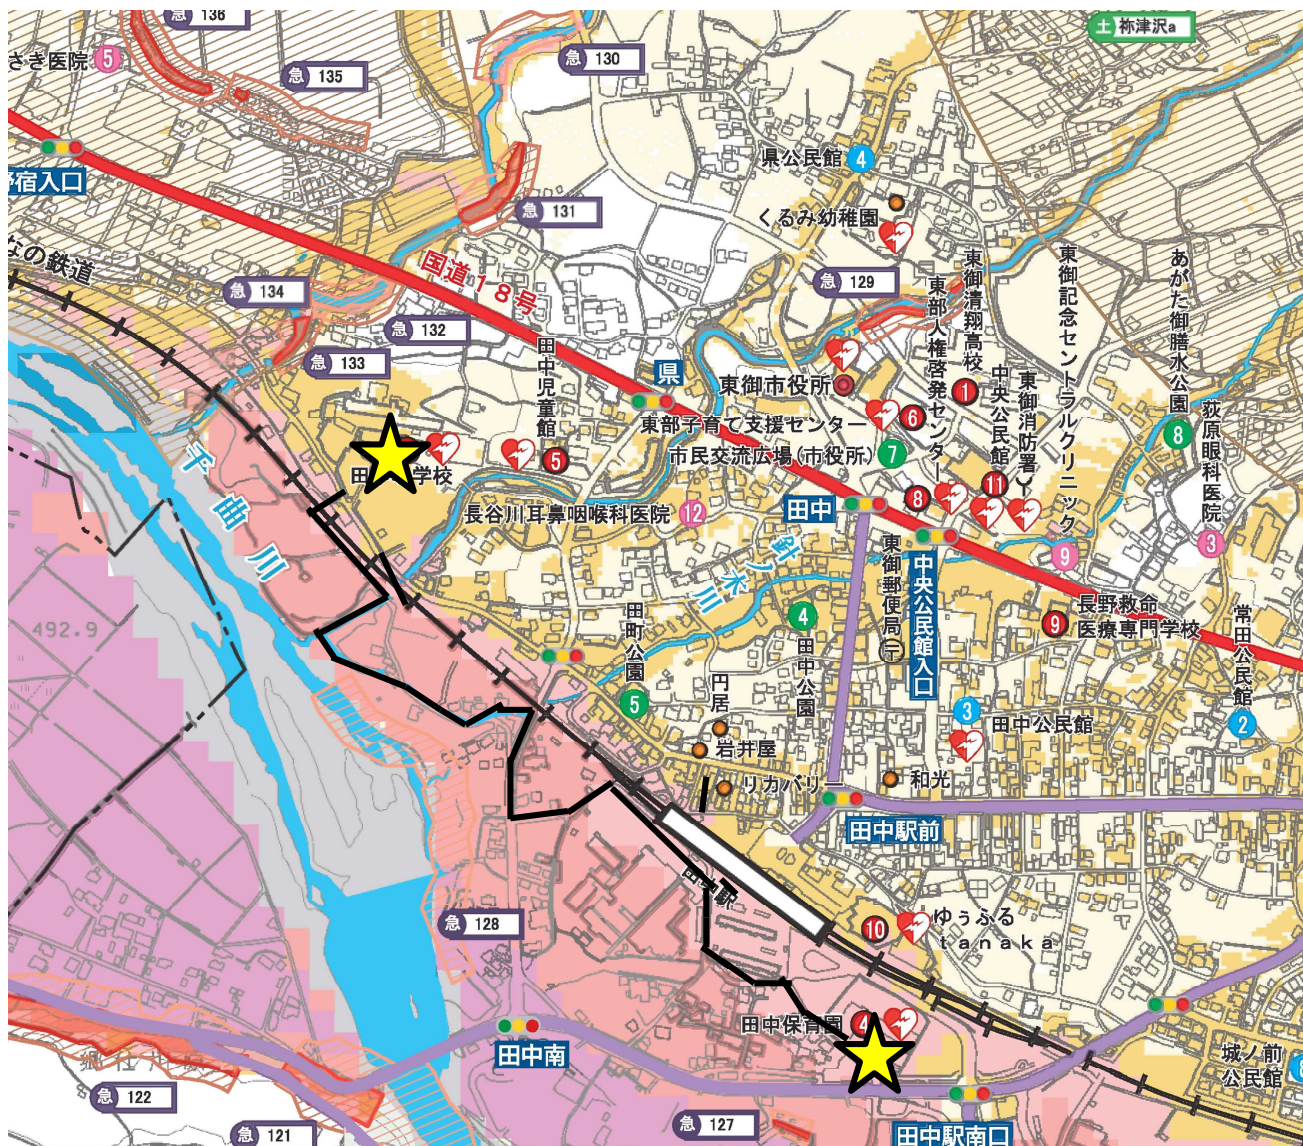 急 136
急 135
急 130
土 祢津沢a
さき医院 5
急 131
県公民館 4
くるみ幼稚園
宿入口
なの鉄道
国道18号
急 134
急 132
急 133
急 129
東御清翔高校
東部人権啓発センター
東御記念セントラルクリニック
あがた御膳水公園
田中児童館
県
東御市役所
中央公民館
東御消防署
荻原眼科医院
東部子育て支援センター 6
1
市民交流広場(市役所) 7
8
学校
5
千曲川
長谷川耳鼻咽喉科医院 12
田中
8
11
9
3
針ノ木川
東御郵便局
〒
中央公民館入口
492.9
4
田中公園
田町公園
5
9
長野救命
医療専門学校
常田公民館
2
円居
岩井屋
リカバリー
3
田中公民館
和光
田中駅前
急 128
10
ゆぅふる
tanaka
田中保育園 4
田中南
城ノ前
公民館
急 122
急 121
急 127
田中駅南口